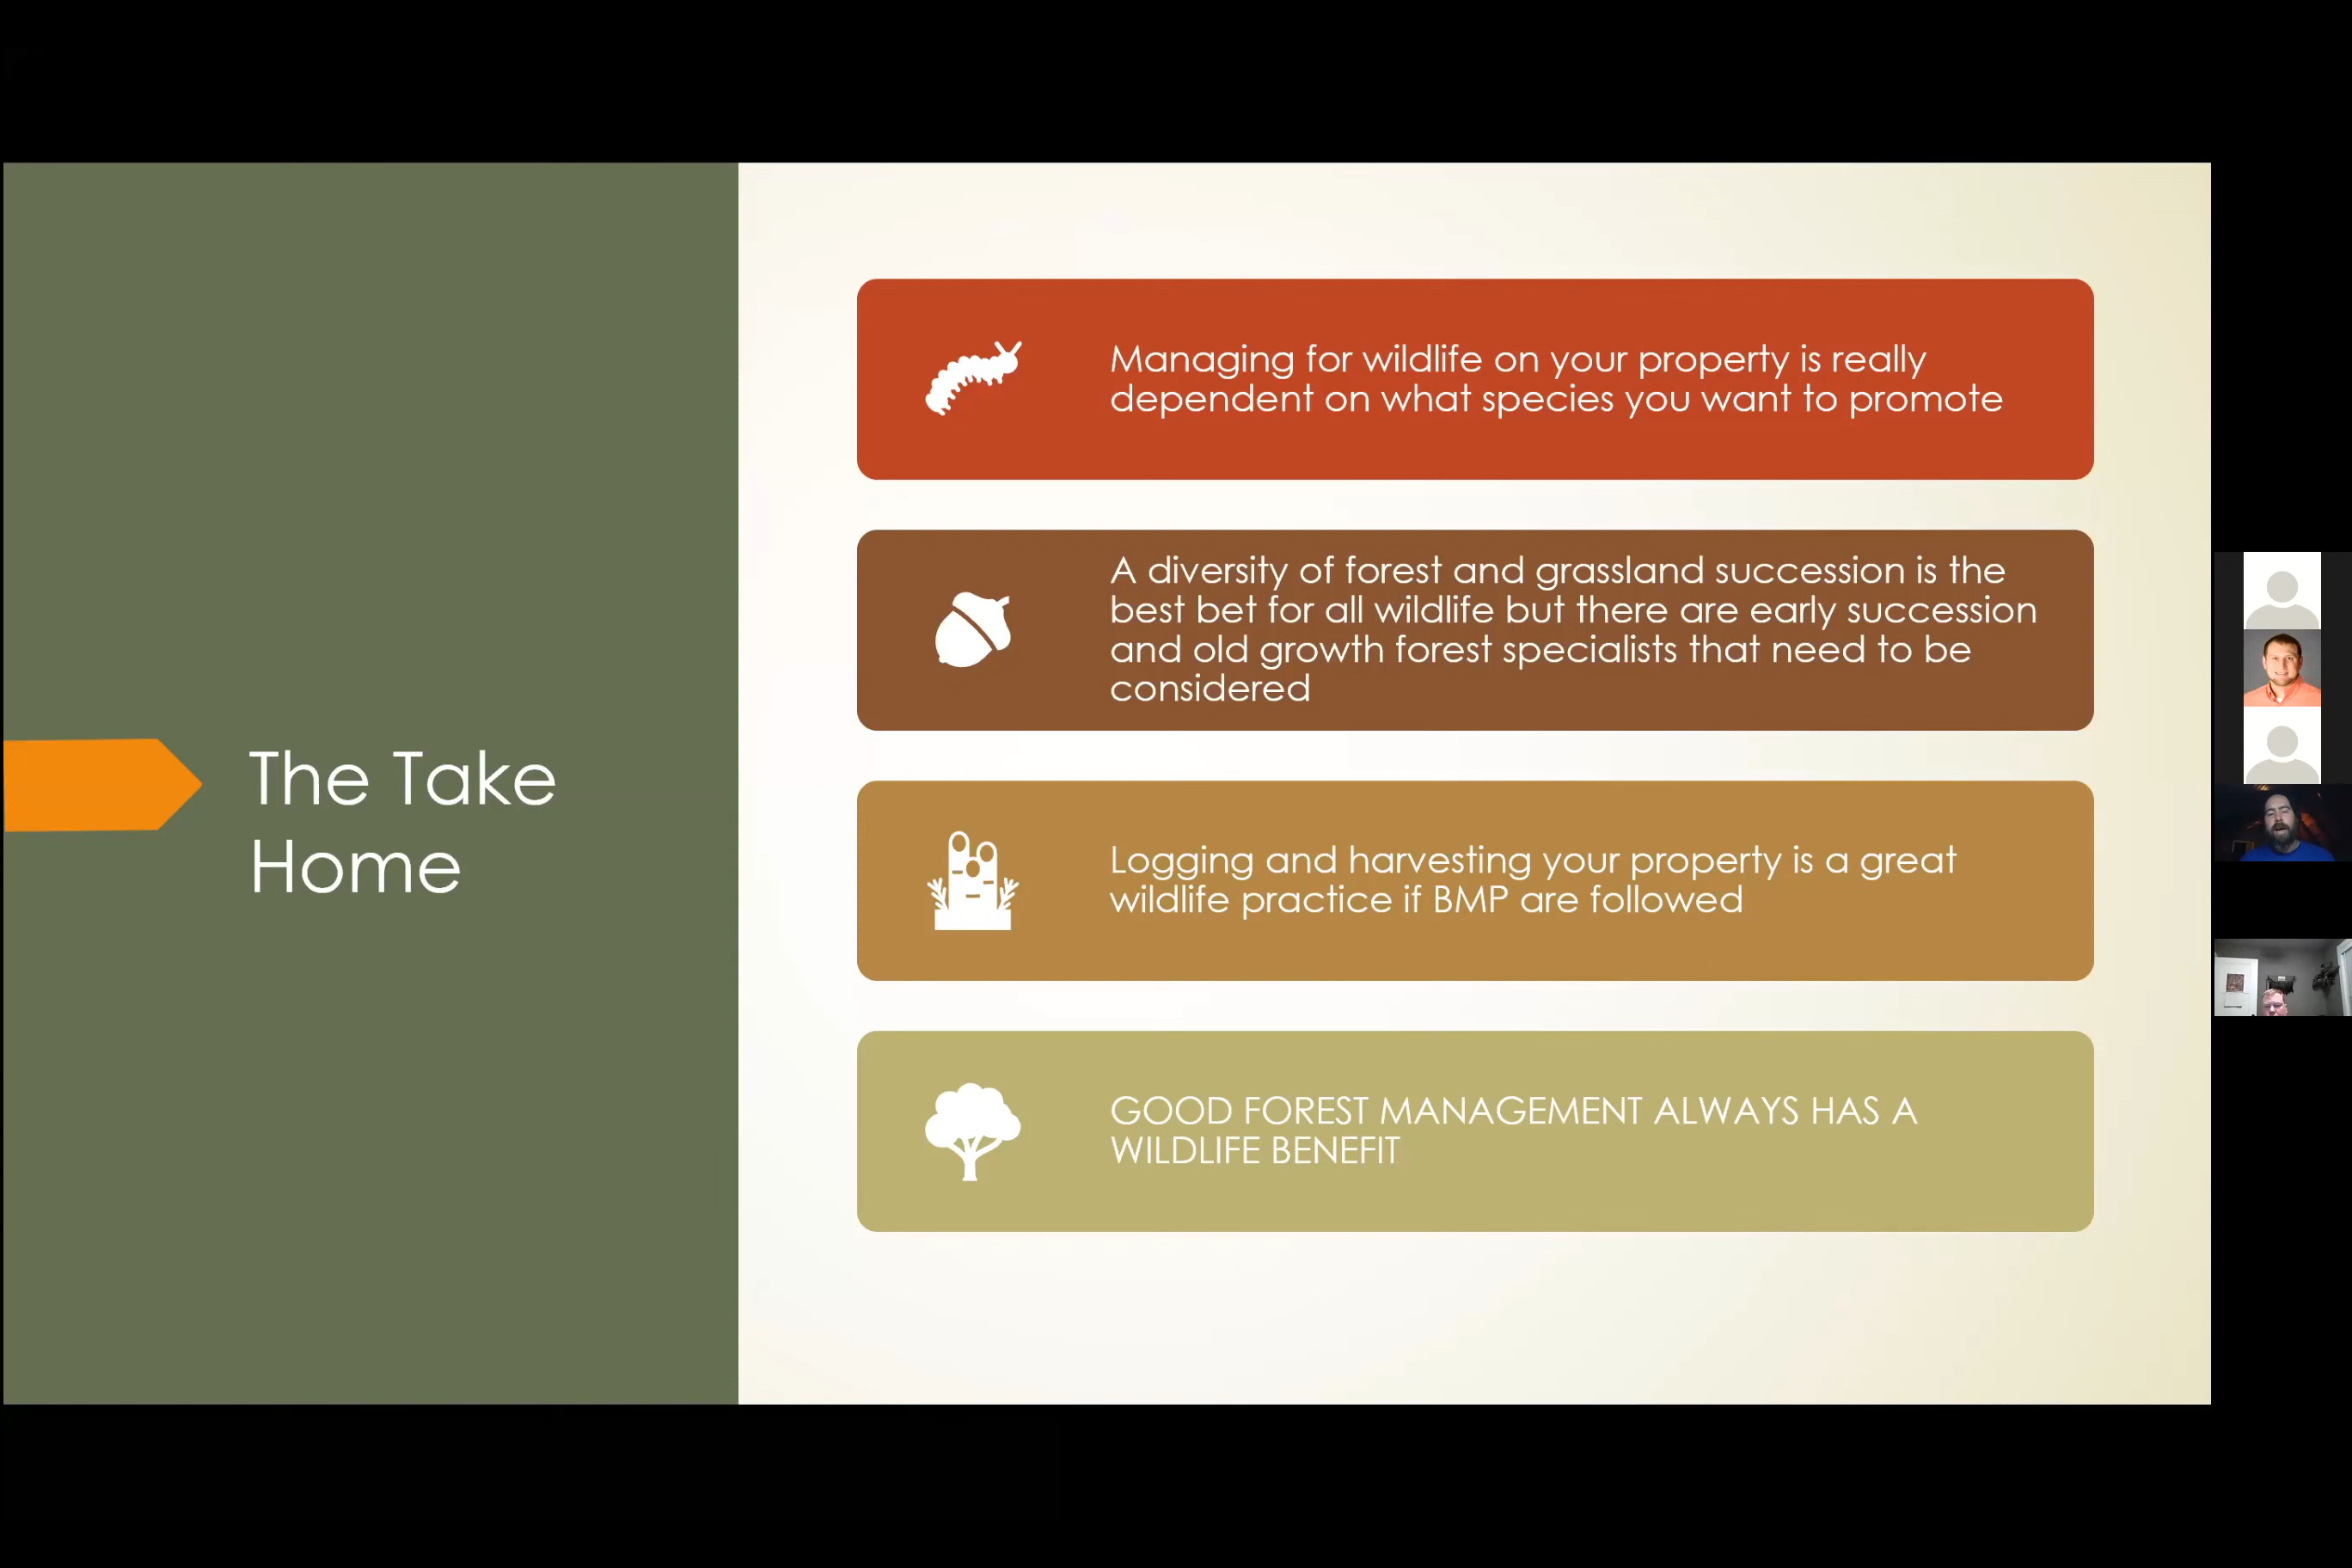 The Take
Home
Managing for wildlife on your property is really
dependent on what species you want to promote
A diversity of forest and grassland succession is the
best bet for all wildlife but there are early succession
and old growth forest specialists that need to be
considered
Logging and harvesting your property is a great
wildlife practice if BMP are followed
GOOD FOREST MANAGEMENT ALWAYS HAS A
WILDLIFE BENEFIT